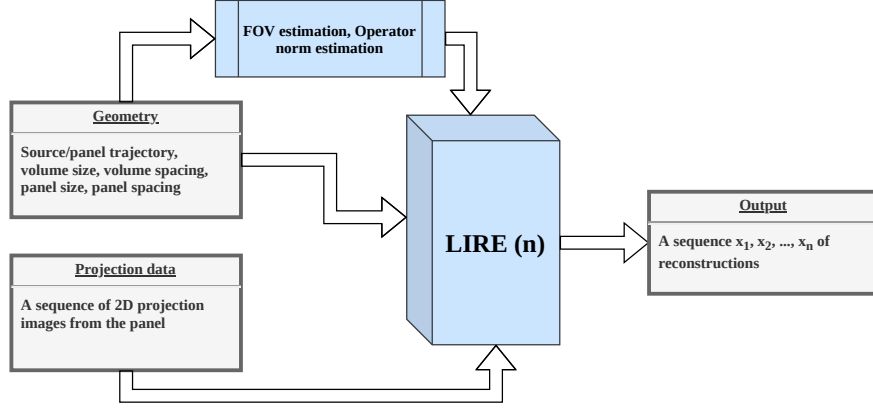 FOV estimation, Operator
norm estimation
Geometry
Source/panel trajectory,
volume size, volume spacing,
panel size, panel spacing
Projection data
A sequence of 2D projection
images from the panel
LIRE (n)
Output
A sequence x₁, x₂, ..., xₙ of
reconstructions